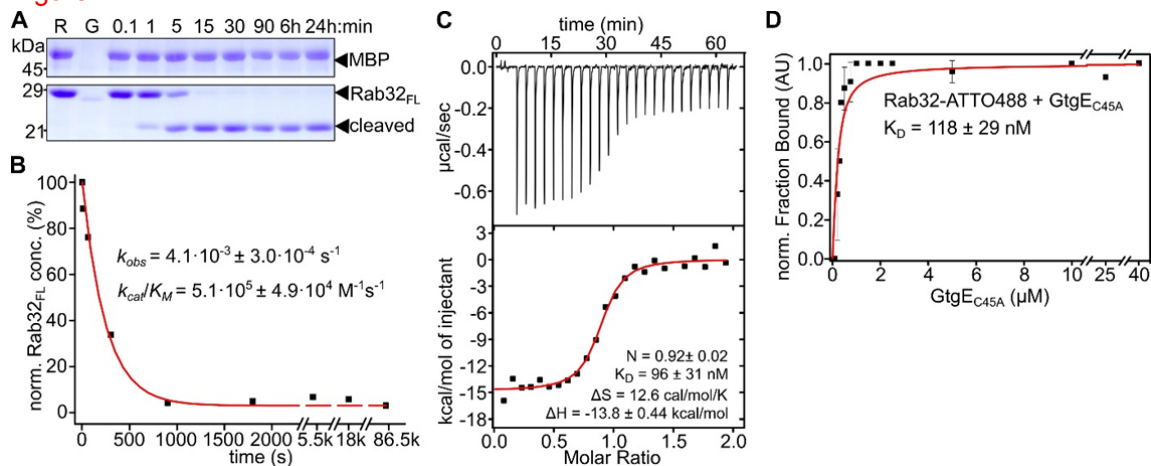 A
R G 0.1 1 5 15 30 90 6h 24h:min
kDa
45
MBP
29
Rab32FL
21
cleaved
B
norm. Rab32FL conc. (%)
100
80
60
40
20
0
kobs = 4.1·10-3 ± 3.0·10-4 s-1
kcat/KM = 5.1·105 ± 4.9·104 M-1s-1
0 500 1000 1500 2000 5.5k 18k 86.5k
time (s)
C
time (min)
0 15 30 45 60
µcal/sec
0.0
-0.2
-0.4
-0.6
kcal/mol of injectant
3
0
-3
-6
-9
-12
-15
-18
N = 0.92± 0.02
KD = 96 ± 31 nM
ΔS = 12.6 cal/mol/K
ΔH = -13.8 ± 0.44 kcal/mol
0.0 0.5 1.0 1.5 2.0
Molar Ratio
D
norm. Fraction Bound (AU)
1.0
0.8
0.6
0.4
0.2
0.0
Rab32-ATTO488 + GtgEC45A
KD = 118 ± 29 nM
0 2 4 6 8 10 25 40
GtgEC45A (µM)